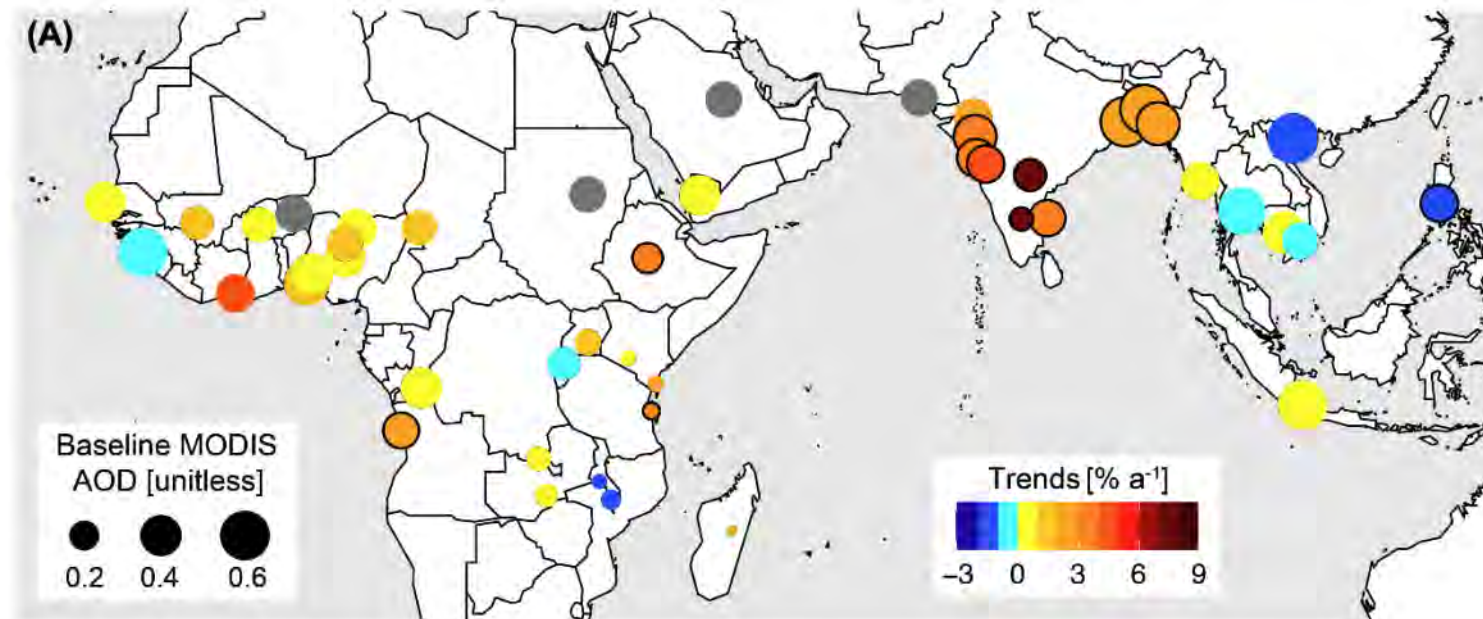 (A)
Baseline MODIS
AOD [unitless]
0.2 0.4 0.6
Trends [% a⁻¹]
−3 0 3 6 9